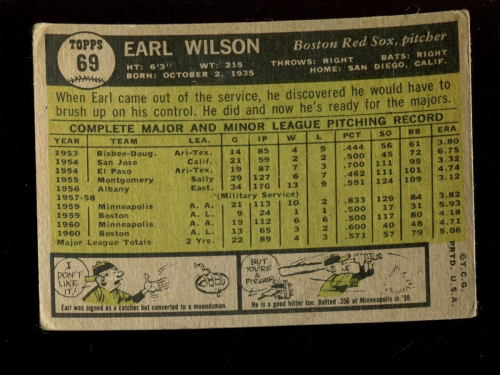 TOPPS
69
EARL WILSON
Boston Red Sox, pitcher
HT: 6'3" WT: 215 THROWS: RIGHT BATS: RIGHT
BORN: OCTOBER 2, 1935 HOME: SAN DIEGO, CALIF.
When Earl came out of the service, he discovered he would have to
brush up on his control. He did and now he's ready for the majors.
COMPLETE MAJOR AND MINOR LEAGUE PITCHING RECORD
YEAR TEAM LEA. G IP W L PCT SO BB ERA
1953 Bisbee-Doug. Ari-Tex. 14 85 4 5 .444 56 61 3.80
1954 San Jose Calif. 21 59 2 2 .500 45 72 6.75
1954 El Paso Ari-Tex. 19 87 7 3 .700 111 95 3.32
1955 Montgomery Sally 29 127 6 7 .462 111 101 4.74
1956 Albany East. 34 170 13 9 .591 124 109 3.12
1957-58 (Military Service)
1959 Minneapolis A. A. 21 113 10 2 .833 129 84 3.82
1959 Boston A. L. 9 24 1 1 .500 17 31 5.93
1960 Minneapolis A. A. 19 112 6 6 .500 117 80 4.18
1960 Boston A. L. 13 65 3 2 .600 40 48 4.71
Major League Totals 2 Yrs. 22 89 4 3 .571 57 79 5.06
I DON'T LIKE IT!
Earl was signed as a catcher but converted to a moundsman.
BUT YOU'RE A PITCHER!
He is a good hitter too. Batted .356 at Minneapolis in '59.
© T. C. G.
PRTD. U.S.A.